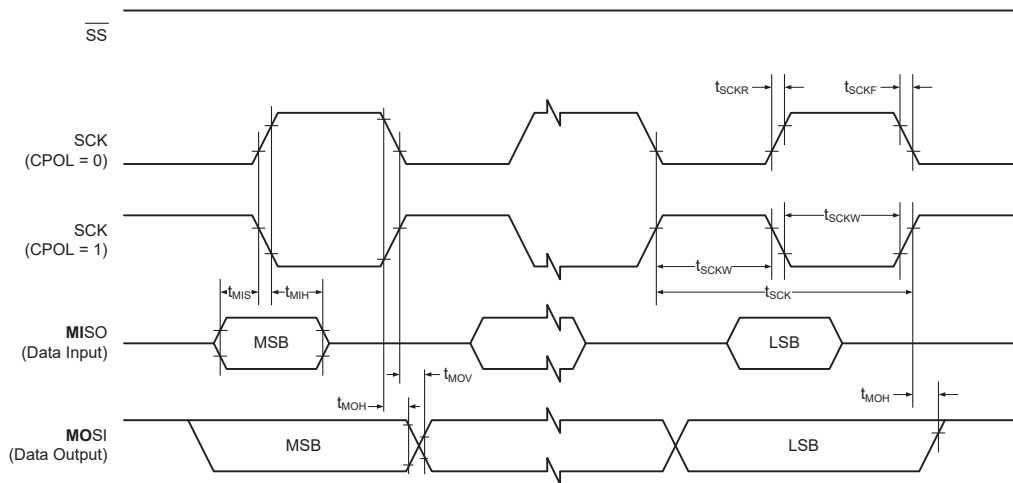 SS
tSCKR
tSCKF
SCK
(CPOL = 0)
SCK
(CPOL = 1)
tSCKW
tSCKW
tSCK
tMIS
tMIH
MISO
(Data Input)
MSB
LSB
tMOV
tMOH
tMOH
MOSI
(Data Output)
MSB
LSB